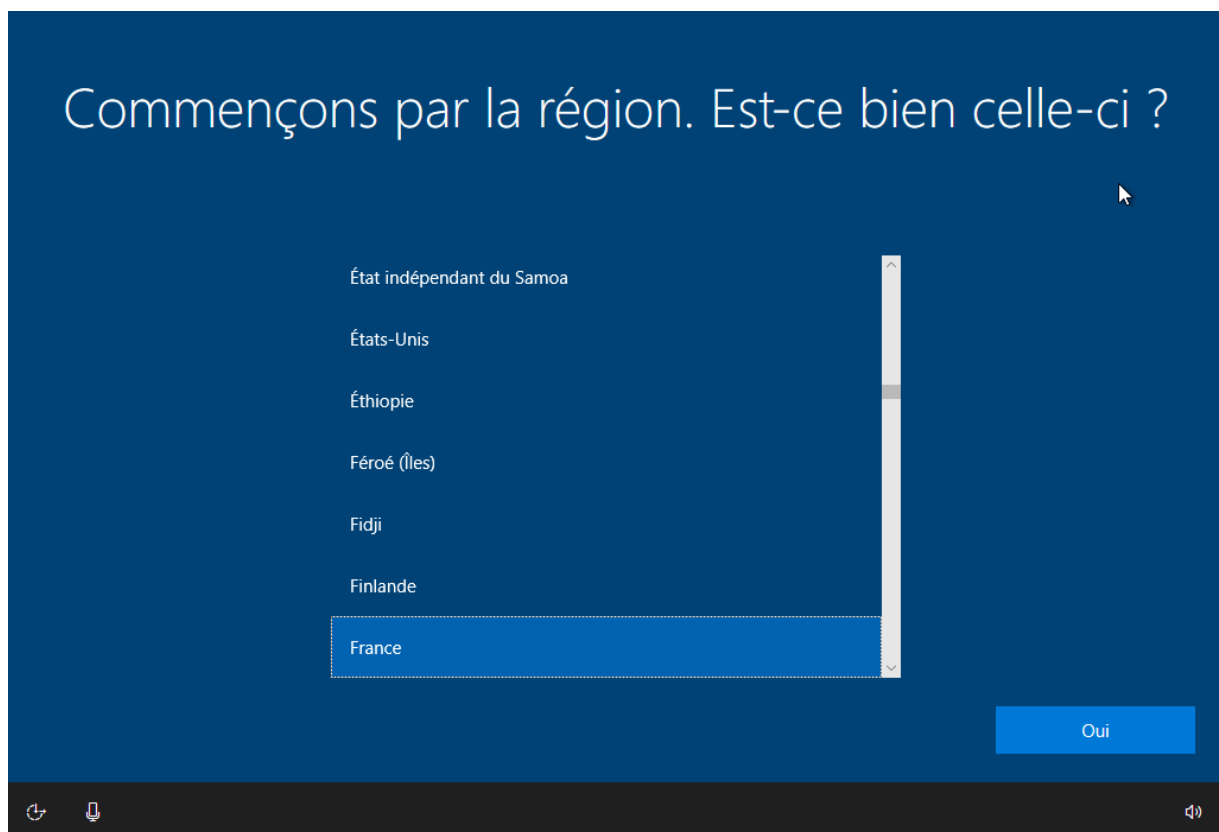 Commençons par la région. Est-ce bien celle-ci ?
État indépendant du Samoa
États-Unis
Éthiopie
Féroé (Îles)
Fidji
Finlande
France
Oui